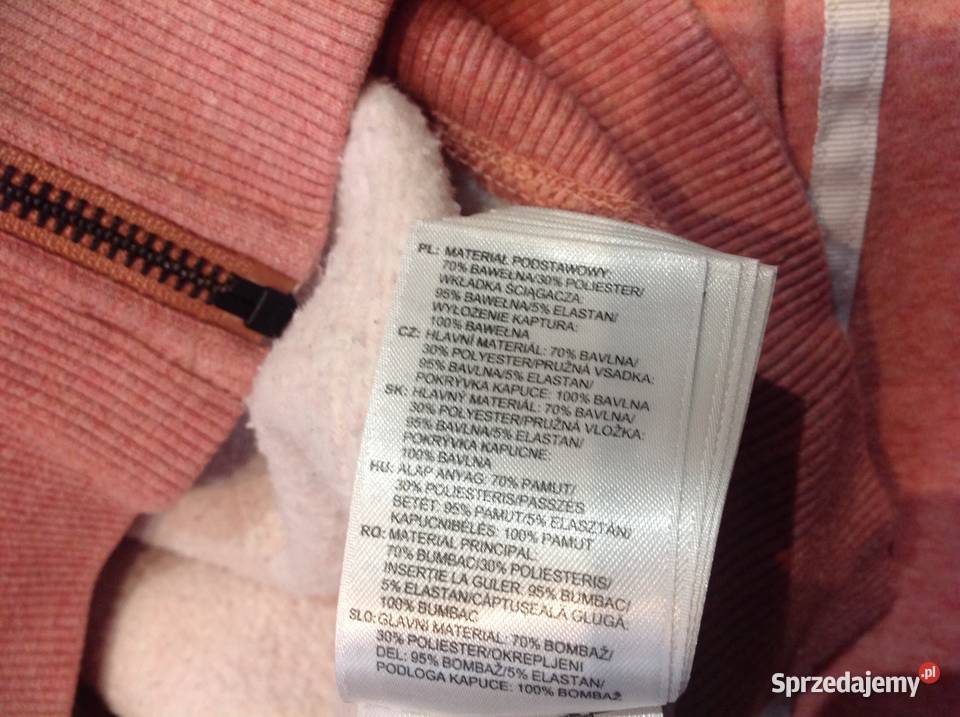 PL: MATERIAŁ PODSTAWOWY:
70% BAWEŁNA/30% POLIESTER/
WKŁADKA ŚCIĄGACZA:
95% BAWEŁNA/5% ELASTAN/
WYŁOŻENIE KAPTURA:
100% BAWEŁNA
CZ: HLAVNÍ MATERIÁL: 70% BAVLNA/
30% POLYESTER/PRUŽNÁ VSADKA:
95% BAVLNA/5% ELASTAN/
POKRÝVKA KAPUCE: 100% BAVLNA
SK: HLAVNÝ MATERIÁL: 70% BAVLNA/
30% POLYESTER/PRUŽNÁ VLOŽKA:
95% BAVLNA/5% ELASTAN/
POKRÝVKA KAPUCNE:
100% BAVLNA
HU: ALAP ANYAG: 70% PAMUT/
30% POLIESTERIS/PASSZÉS
BETÉT: 95% PAMUT/5% ELASZTÁN/
KAPUCNIBÉLÉS: 100% PAMUT
RO: MATERIAL PRINCIPAL:
70% BUMBAC/30% POLIESTERIS/
INSERŢIE LA GULER: 95% BUMBAC/
5% ELASTAN/CĂPTUŞEALĂ GLUGĂ:
100% BUMBAC
SLO: GLAVNI MATERIAL: 70% BOMBAŽ/
30% POLIESTER/OKREPLJENI
DEL: 95% BOMBAŽ/5% ELASTAN/
PODLOGA KAPUCE: 100% BOMBAŽ
Sprzedajemy.pl